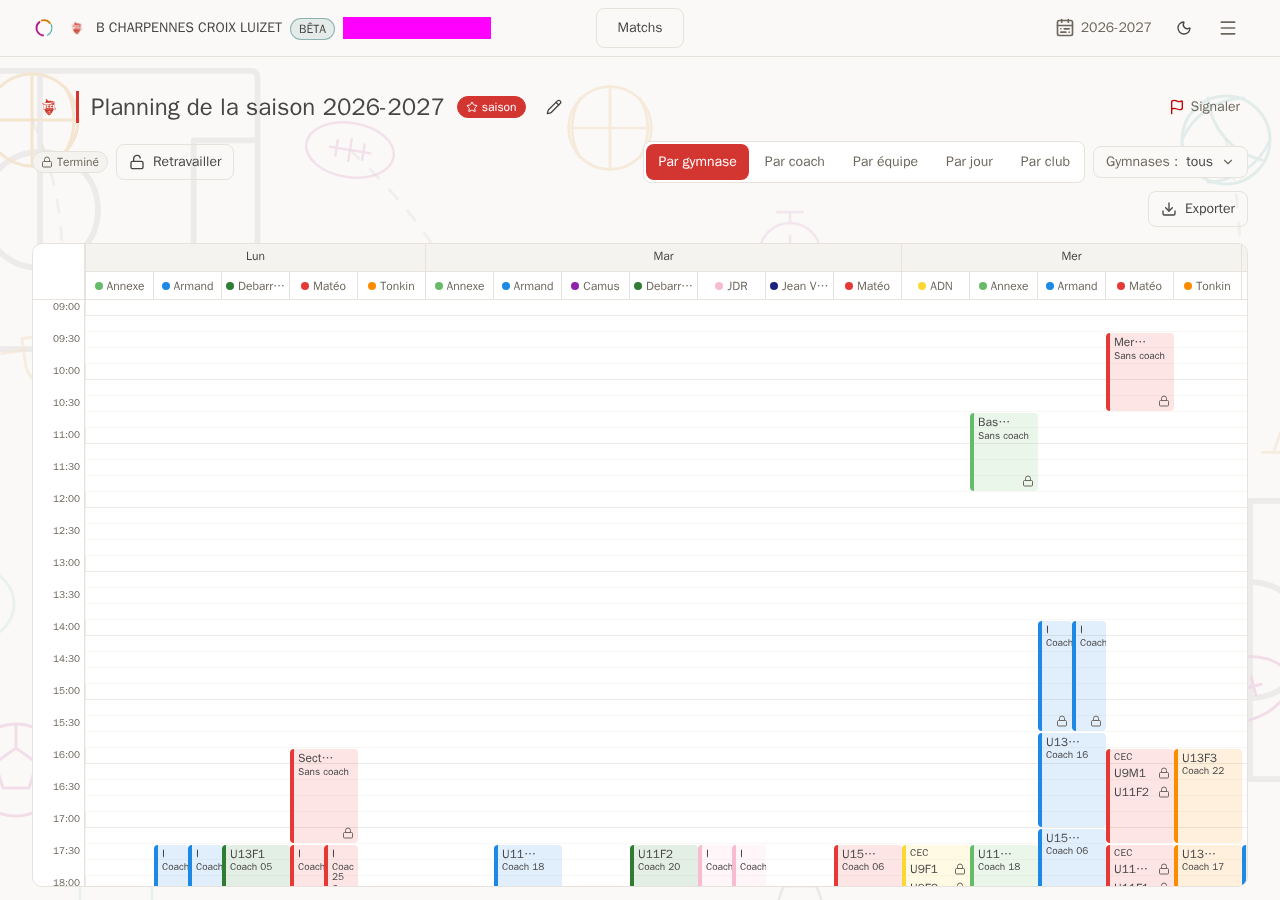 B CHARPENNES CROIX LUIZET BÊTA Matchs 2026-2027
Planning de la saison 2026-2027 saison Signaler
Terminé Retravailler Par gymnase Par coach Par équipe Par jour Par club Gymnases : tous
Exporter
Lun Mar Mer
Annexe Armand Debarr··· Matéo Tonkin Annexe Armand Camus Debarr··· JDR Jean V··· Matéo ADN Annexe Armand Matéo Tonkin
09:00
09:30 Mer···
Sans coach
10:00
10:30 Bas···
Sans coach
11:00
11:30
12:00
12:30
13:00
13:30
14:00 I I
Coach Coach
14:30
15:00
15:30 U13···
16:00 Sect··· Coach 16 CEC U13F3
Sans coach U9M1 Coach 22
16:30 U11F2
17:00 U15···
17:30 I I U13F1 I I U11··· U11F2 I I U15··· CEC U11··· Coach 06 CEC U13···
Coach Coach Coach 05 Coach Coac Coach 18 Coach 20 Coach Coach Coach 06 U9F1 Coach 18 U11··· Coach 17
25
18:00